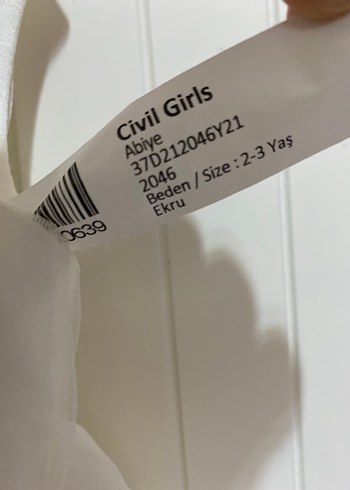 Civil Girls
Abiye
37D212046Y21
2046
Beden / Size : 2-3 Yaş
Ekru
0639